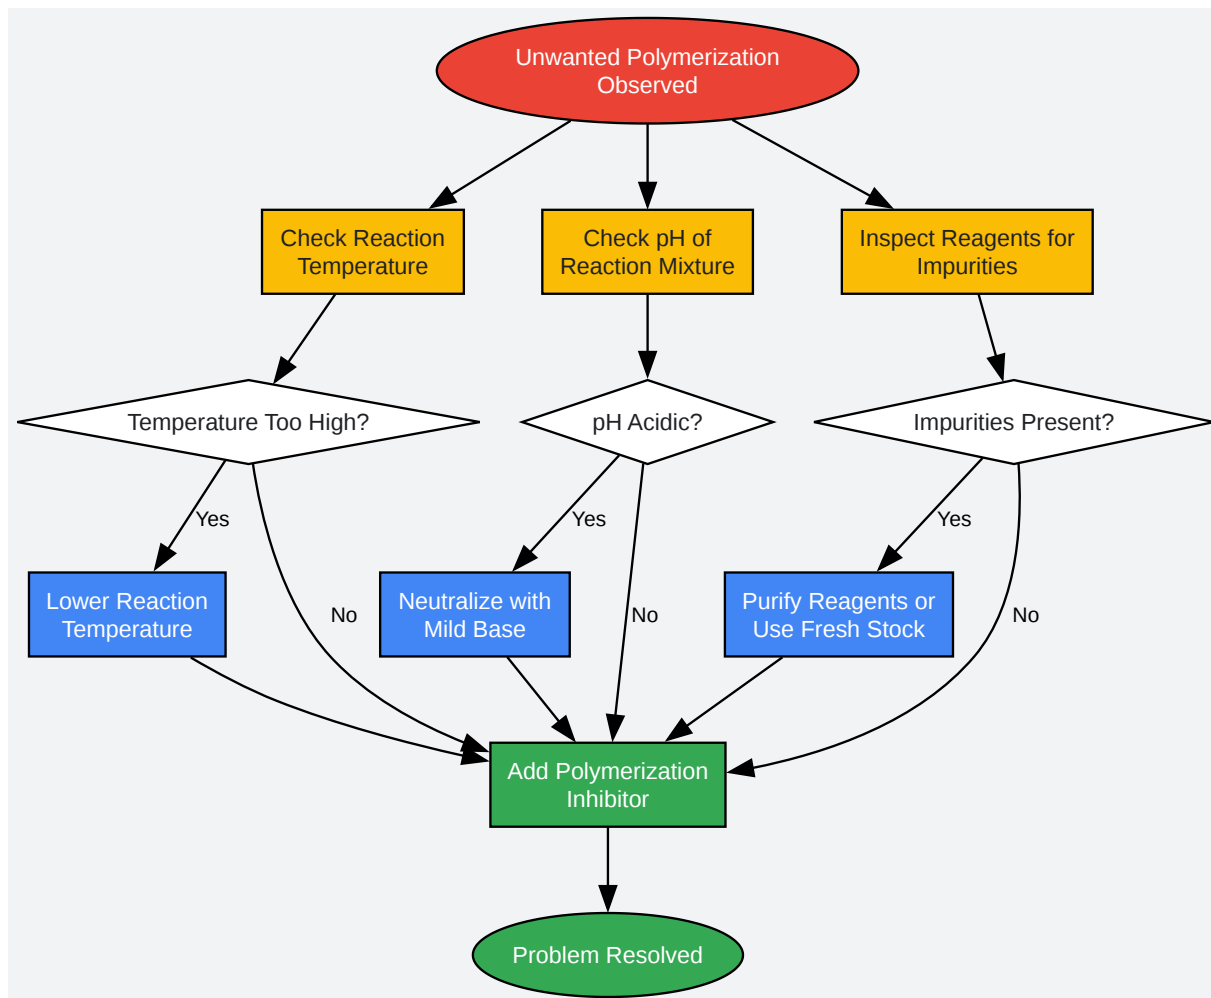 Unwanted Polymerization
Observed
Check Reaction
Temperature
Check pH of
Reaction Mixture
Inspect Reagents for
Impurities
Temperature Too High?
pH Acidic?
Impurities Present?
Yes
Yes
Yes
Lower Reaction
Temperature
No
Neutralize with
Mild Base
No
Purify Reagents or
Use Fresh Stock
No
Add Polymerization
Inhibitor
Problem Resolved